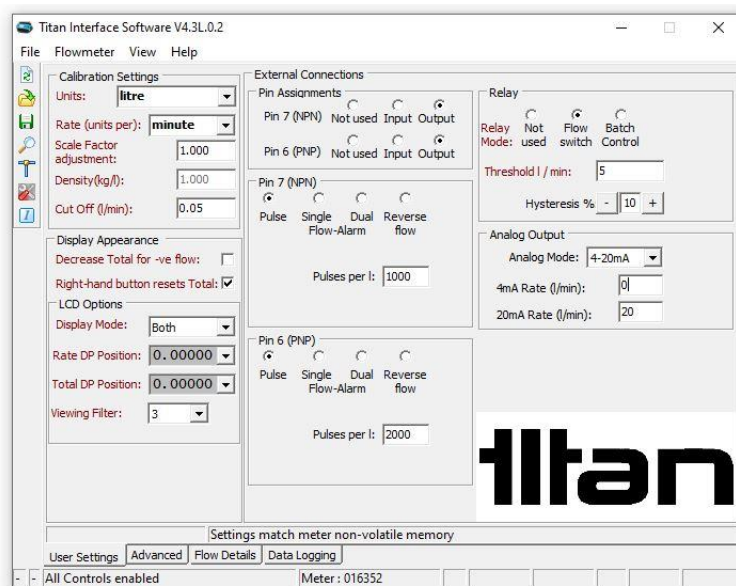 Titan Interface Software V4.3L.0.2
File Flowmeter View Help
Calibration Settings
Units: litre
Rate (units per): minute
Scale Factor
adjustment: 1.000
Density(kg/l): 1.000
Cut Off (l/min): 0.05
Display Appearance
Decrease Total for -ve flow:
Right-hand button resets Total:
LCD Options
Display Mode: Both
Rate DP Position: 0.00000
Total DP Position: 0.00000
Viewing Filter: 3
External Connections
Pin Assignments
Pin 7 (NPN) Not used Input Output
Pin 6 (PNP) Not used Input Output
Pin 7 (NPN)
Pulse Single Dual Reverse
Flow-Alarm flow
Pulses per l: 1000
Pin 6 (PNP)
Pulse Single Dual Reverse
Flow-Alarm flow
Pulses per l: 2000
Relay
Relay Not Flow Batch
Mode: used switch Control
Threshold l / min: 5
Hysteresis % - 10 +
Analog Output
Analog Mode: 4-20mA
4mA Rate (l/min): 0
20mA Rate (l/min): 20
titan
Settings match meter non-volatile memory
User Settings Advanced Flow Details Data Logging
- - All Controls enabled Meter : 016352